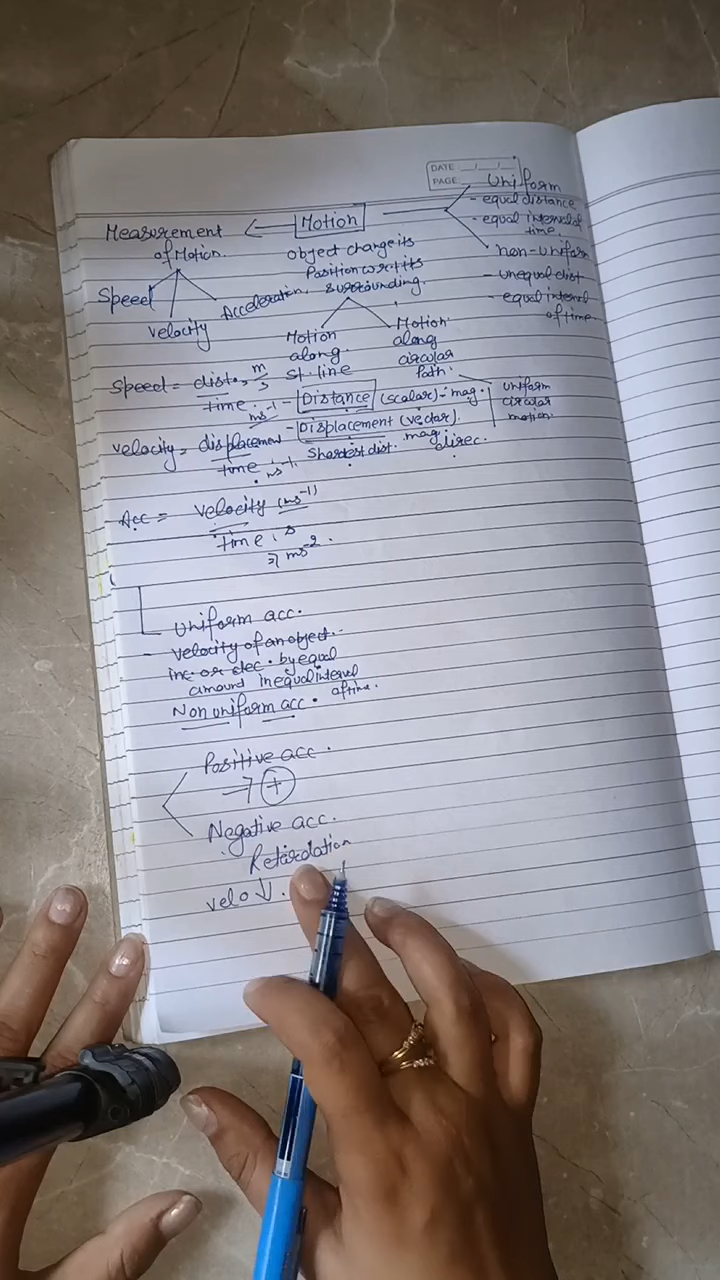 DATE
PAGE
Uniform
- equal distance
- equal interval of
time.
Measurement
of Motion.
Motion
object change its
Position w.r.t its
surrounding.
non-uniform
- unequal dist
- equal interval
of time.
Speed
velocity
Acceleration
Motion
along
st. line
Motion
along
circular
Path.
uniform
circular
motion.
Speed = dist. m/s
time.
ms-1
- Distance (scalar) - mag.
velocity = displacement
time. ms-1.
- Displacement (vector).
Shortest dist. mag. direc.
Acc = velocity (ms-1)
time, s
⇒ ms-2.
Uniform acc.
- velocity of an object.
inc. or dec. by equal
amound in equal interval
of time.
Non uniform acc.
Positive acc.
⇒ +
Negative acc.
Retardation
velo ↓.